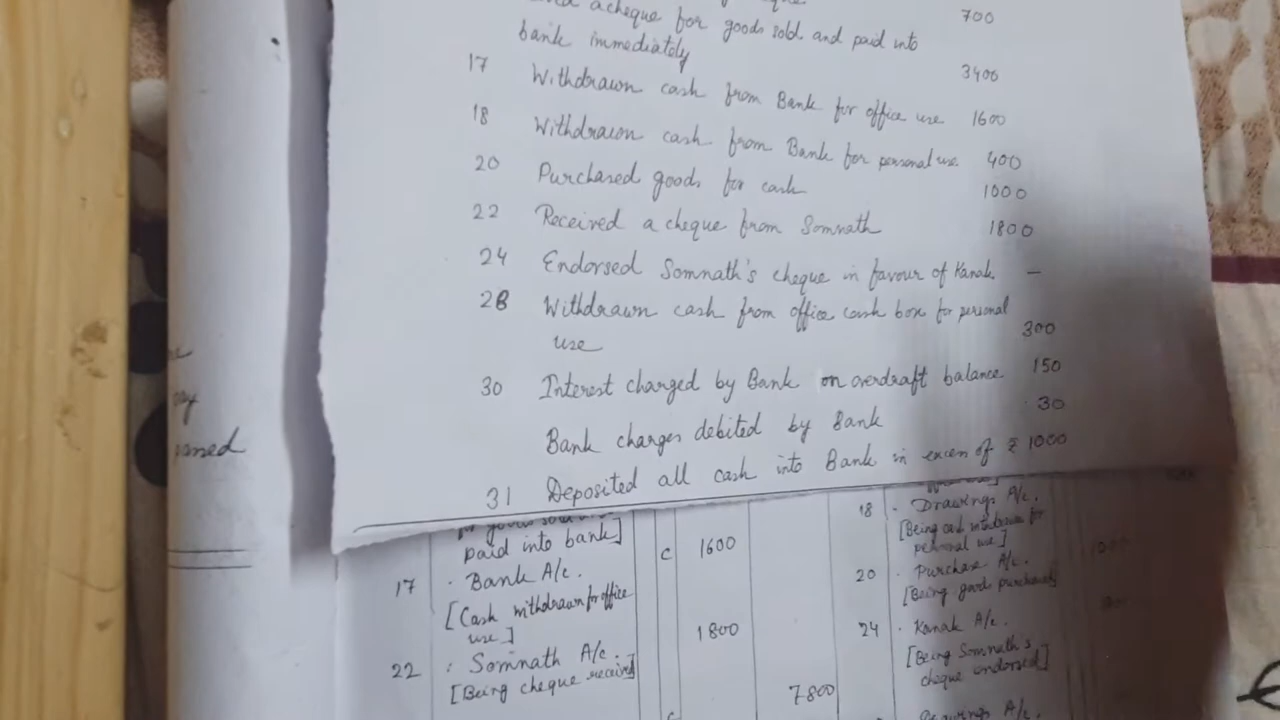 a cheque for goods sold and paid into
bank immediately
700
3400
17 Withdrawn cash from Bank for office use 1600
18 Withdrawn cash from Bank for personal use. 400
20 Purchased goods for cash 1000
22 Received a cheque from Somnath 1800
24 Endorsed Somnath's cheque in favour of Kanak. —
28 Withdrawn cash from office cash box for personal
use 300
30 Interest charged by Bank on overdraft balance 150
Bank charges debited by Bank 30
31 Deposited all cash into Bank in excess of ₹ 1000
paid into bank]
17 Bank A/c. C 1600
[Cash withdrawn for office
use]
22 Somnath A/c. 1800
[Being cheque received]
7800
C
18 Drawings A/c.
[Being cash withdrawn for
personal use]
20 Purchase A/c. 1000
[Being goods purchased]
24 Kanak A/c.
[Being Somnath's
cheque endorsed]
Drawings A/c.